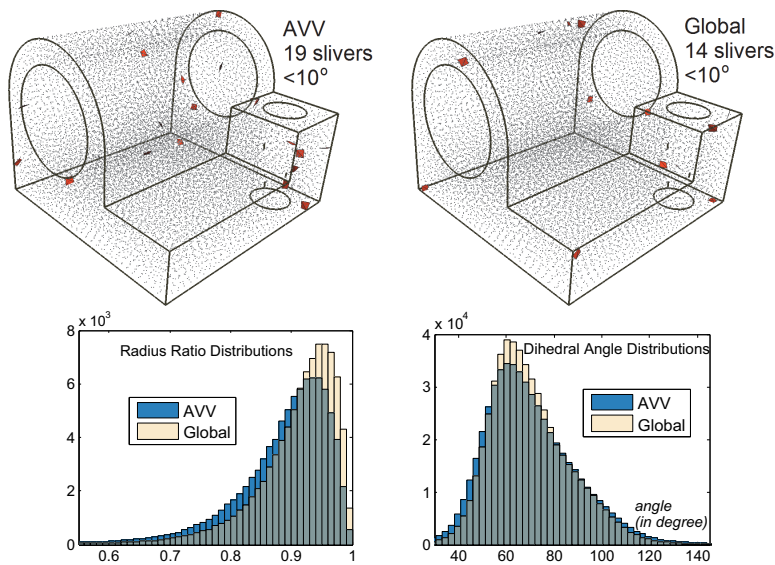 AVV
19 slivers
<10°
Global
14 slivers
<10°
x 10³
Radius Ratio Distributions
AVV
Global
8
6
4
2
0
0.6 0.7 0.8 0.9 1
x 10⁴
Dihedral Angle Distributions
AVV
Global
angle
(in degree)
4
3
2
1
0
40 60 80 100 120 140